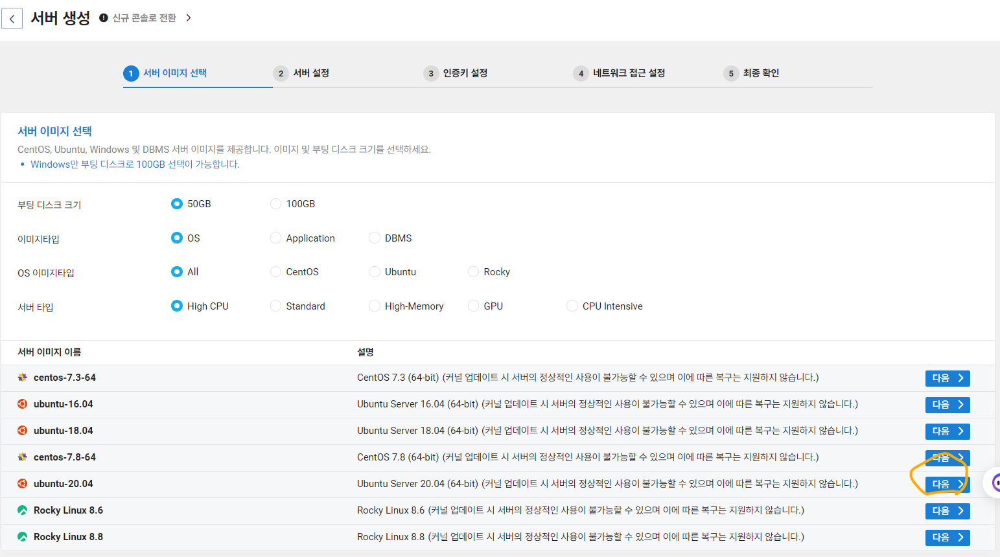 서버 생성 신규 콘솔로 전환
1 서버 이미지 선택 2 서버 설정 3 인증키 설정 4 네트워크 접근 설정 5 최종 확인
서버 이미지 선택
CentOS, Ubuntu, Windows 및 DBMS 서버 이미지를 제공합니다. 이미지 및 부팅 디스크 크기를 선택하세요.
• Windows만 부팅 디스크로 100GB 선택이 가능합니다.
부팅 디스크 크기 50GB 100GB
이미지타입 OS Application DBMS
OS 이미지타입 All CentOS Ubuntu Rocky
서버 타입 High CPU Standard High-Memory GPU CPU Intensive
서버 이미지 이름 설명
centos-7.3-64 CentOS 7.3 (64-bit) (커널 업데이트 시 서버의 정상적인 사용이 불가능할 수 있으며 이에 따른 복구는 지원하지 않습니다.) 다음
ubuntu-16.04 Ubuntu Server 16.04 (64-bit) (커널 업데이트 시 서버의 정상적인 사용이 불가능할 수 있으며 이에 따른 복구는 지원하지 않습니다.) 다음
ubuntu-18.04 Ubuntu Server 18.04 (64-bit) (커널 업데이트 시 서버의 정상적인 사용이 불가능할 수 있으며 이에 따른 복구는 지원하지 않습니다.) 다음
centos-7.8-64 CentOS 7.8 (64-bit) (커널 업데이트 시 서버의 정상적인 사용이 불가능할 수 있으며 이에 따른 복구는 지원하지 않습니다.) 다음
ubuntu-20.04 Ubuntu Server 20.04 (64-bit) (커널 업데이트 시 서버의 정상적인 사용이 불가능할 수 있으며 이에 따른 복구는 지원하지 않습니다.) 다음
Rocky Linux 8.6 Rocky Linux 8.6 (커널 업데이트 시 서버의 정상적인 사용이 불가능할 수 있으며 이에 따른 복구는 지원하지 않습니다.) 다음
Rocky Linux 8.8 Rocky Linux 8.8 (커널 업데이트 시 서버의 정상적인 사용이 불가능할 수 있으며 이에 따른 복구는 지원하지 않습니다.) 다음